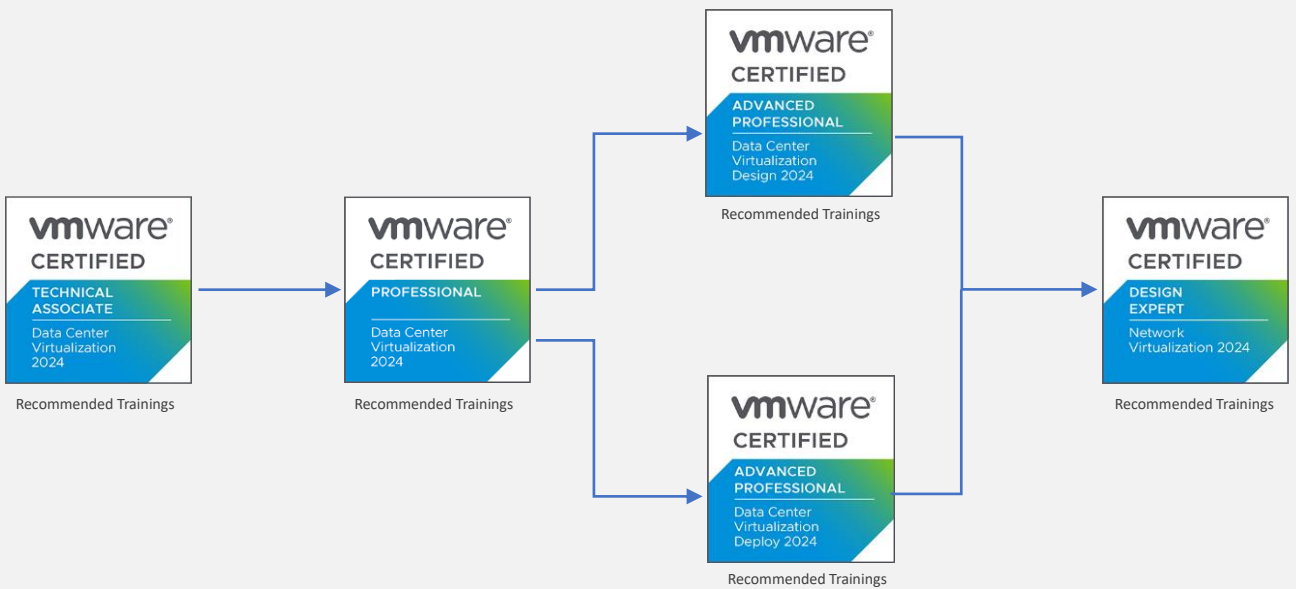 vmware®
CERTIFIED
TECHNICAL
ASSOCIATE
Data Center
Virtualization
2024
Recommended Trainings
vmware®
CERTIFIED
PROFESSIONAL
Data Center
Virtualization
2024
Recommended Trainings
vmware®
CERTIFIED
ADVANCED
PROFESSIONAL
Data Center
Virtualization
Design 2024
Recommended Trainings
vmware®
CERTIFIED
ADVANCED
PROFESSIONAL
Data Center
Virtualization
Deploy 2024
Recommended Trainings
vmware®
CERTIFIED
DESIGN
EXPERT
Network
Virtualization 2024
Recommended Trainings